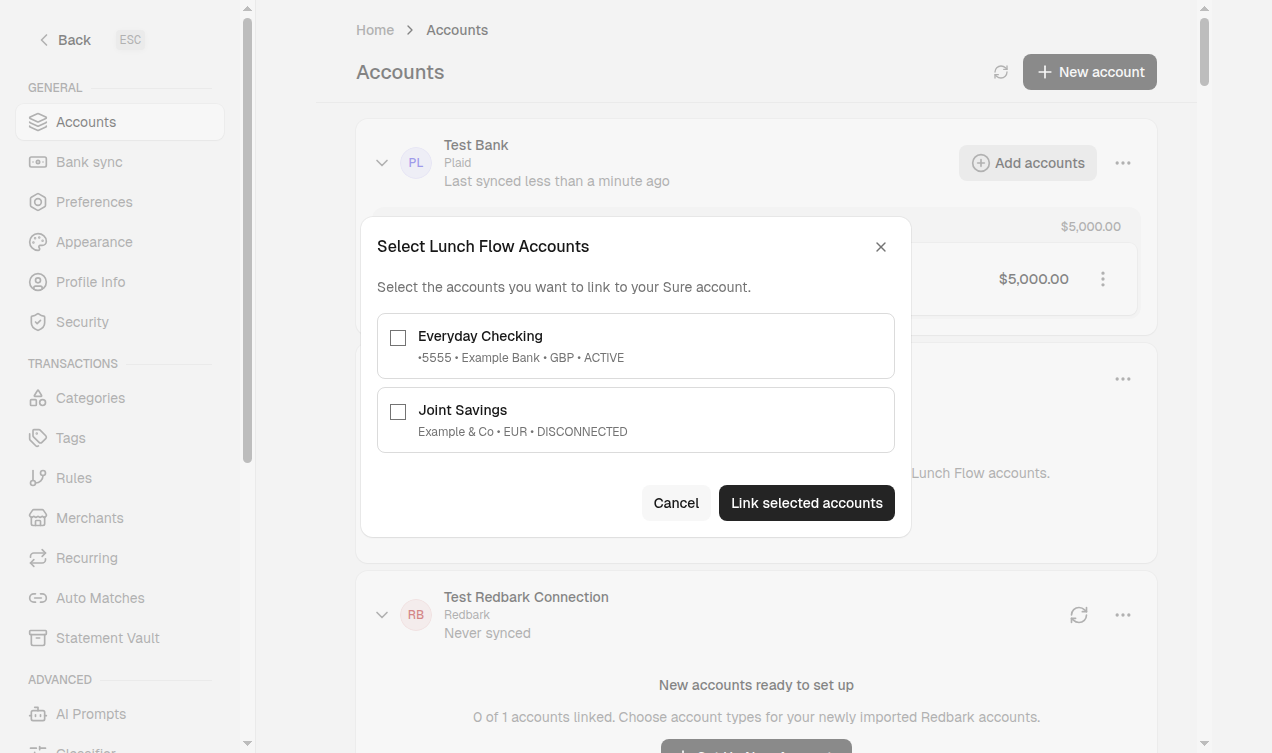 Back ESC
GENERAL
Accounts
Bank sync
Preferences
Appearance
Profile Info
Security
TRANSACTIONS
Categories
Tags
Rules
Merchants
Recurring
Auto Matches
Statement Vault
ADVANCED
AI Prompts
Home > Accounts
Accounts
New account
PL
Test Bank
Plaid
Last synced less than a minute ago
Add accounts
$5,000.00
$5,000.00
Select Lunch Flow Accounts
Select the accounts you want to link to your Sure account.
Everyday Checking
•5555 • Example Bank • GBP • ACTIVE
Joint Savings
Example & Co • EUR • DISCONNECTED
Cancel
Link selected accounts
Lunch Flow accounts.
RB
Test Redbark Connection
Redbark
Never synced
New accounts ready to set up
0 of 1 accounts linked. Choose account types for your newly imported Redbark accounts.